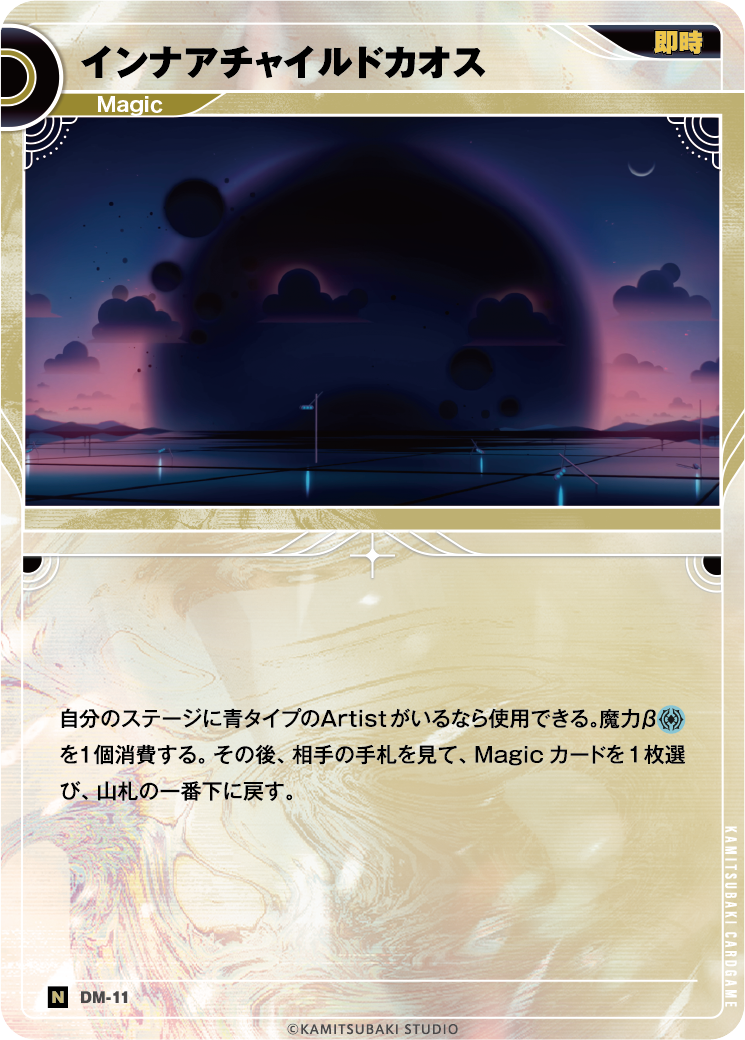 インナアチャイルドカオス
即時
Magic
自分のステージに青タイプのArtistがいるなら使用できる。魔力β
を1個消費する。その後、相手の手札を見て、Magicカードを1枚選
び、山札の一番下に戻す。
KAMITSUBAKI CARDGAME
N DM-11
©KAMITSUBAKI STUDIO